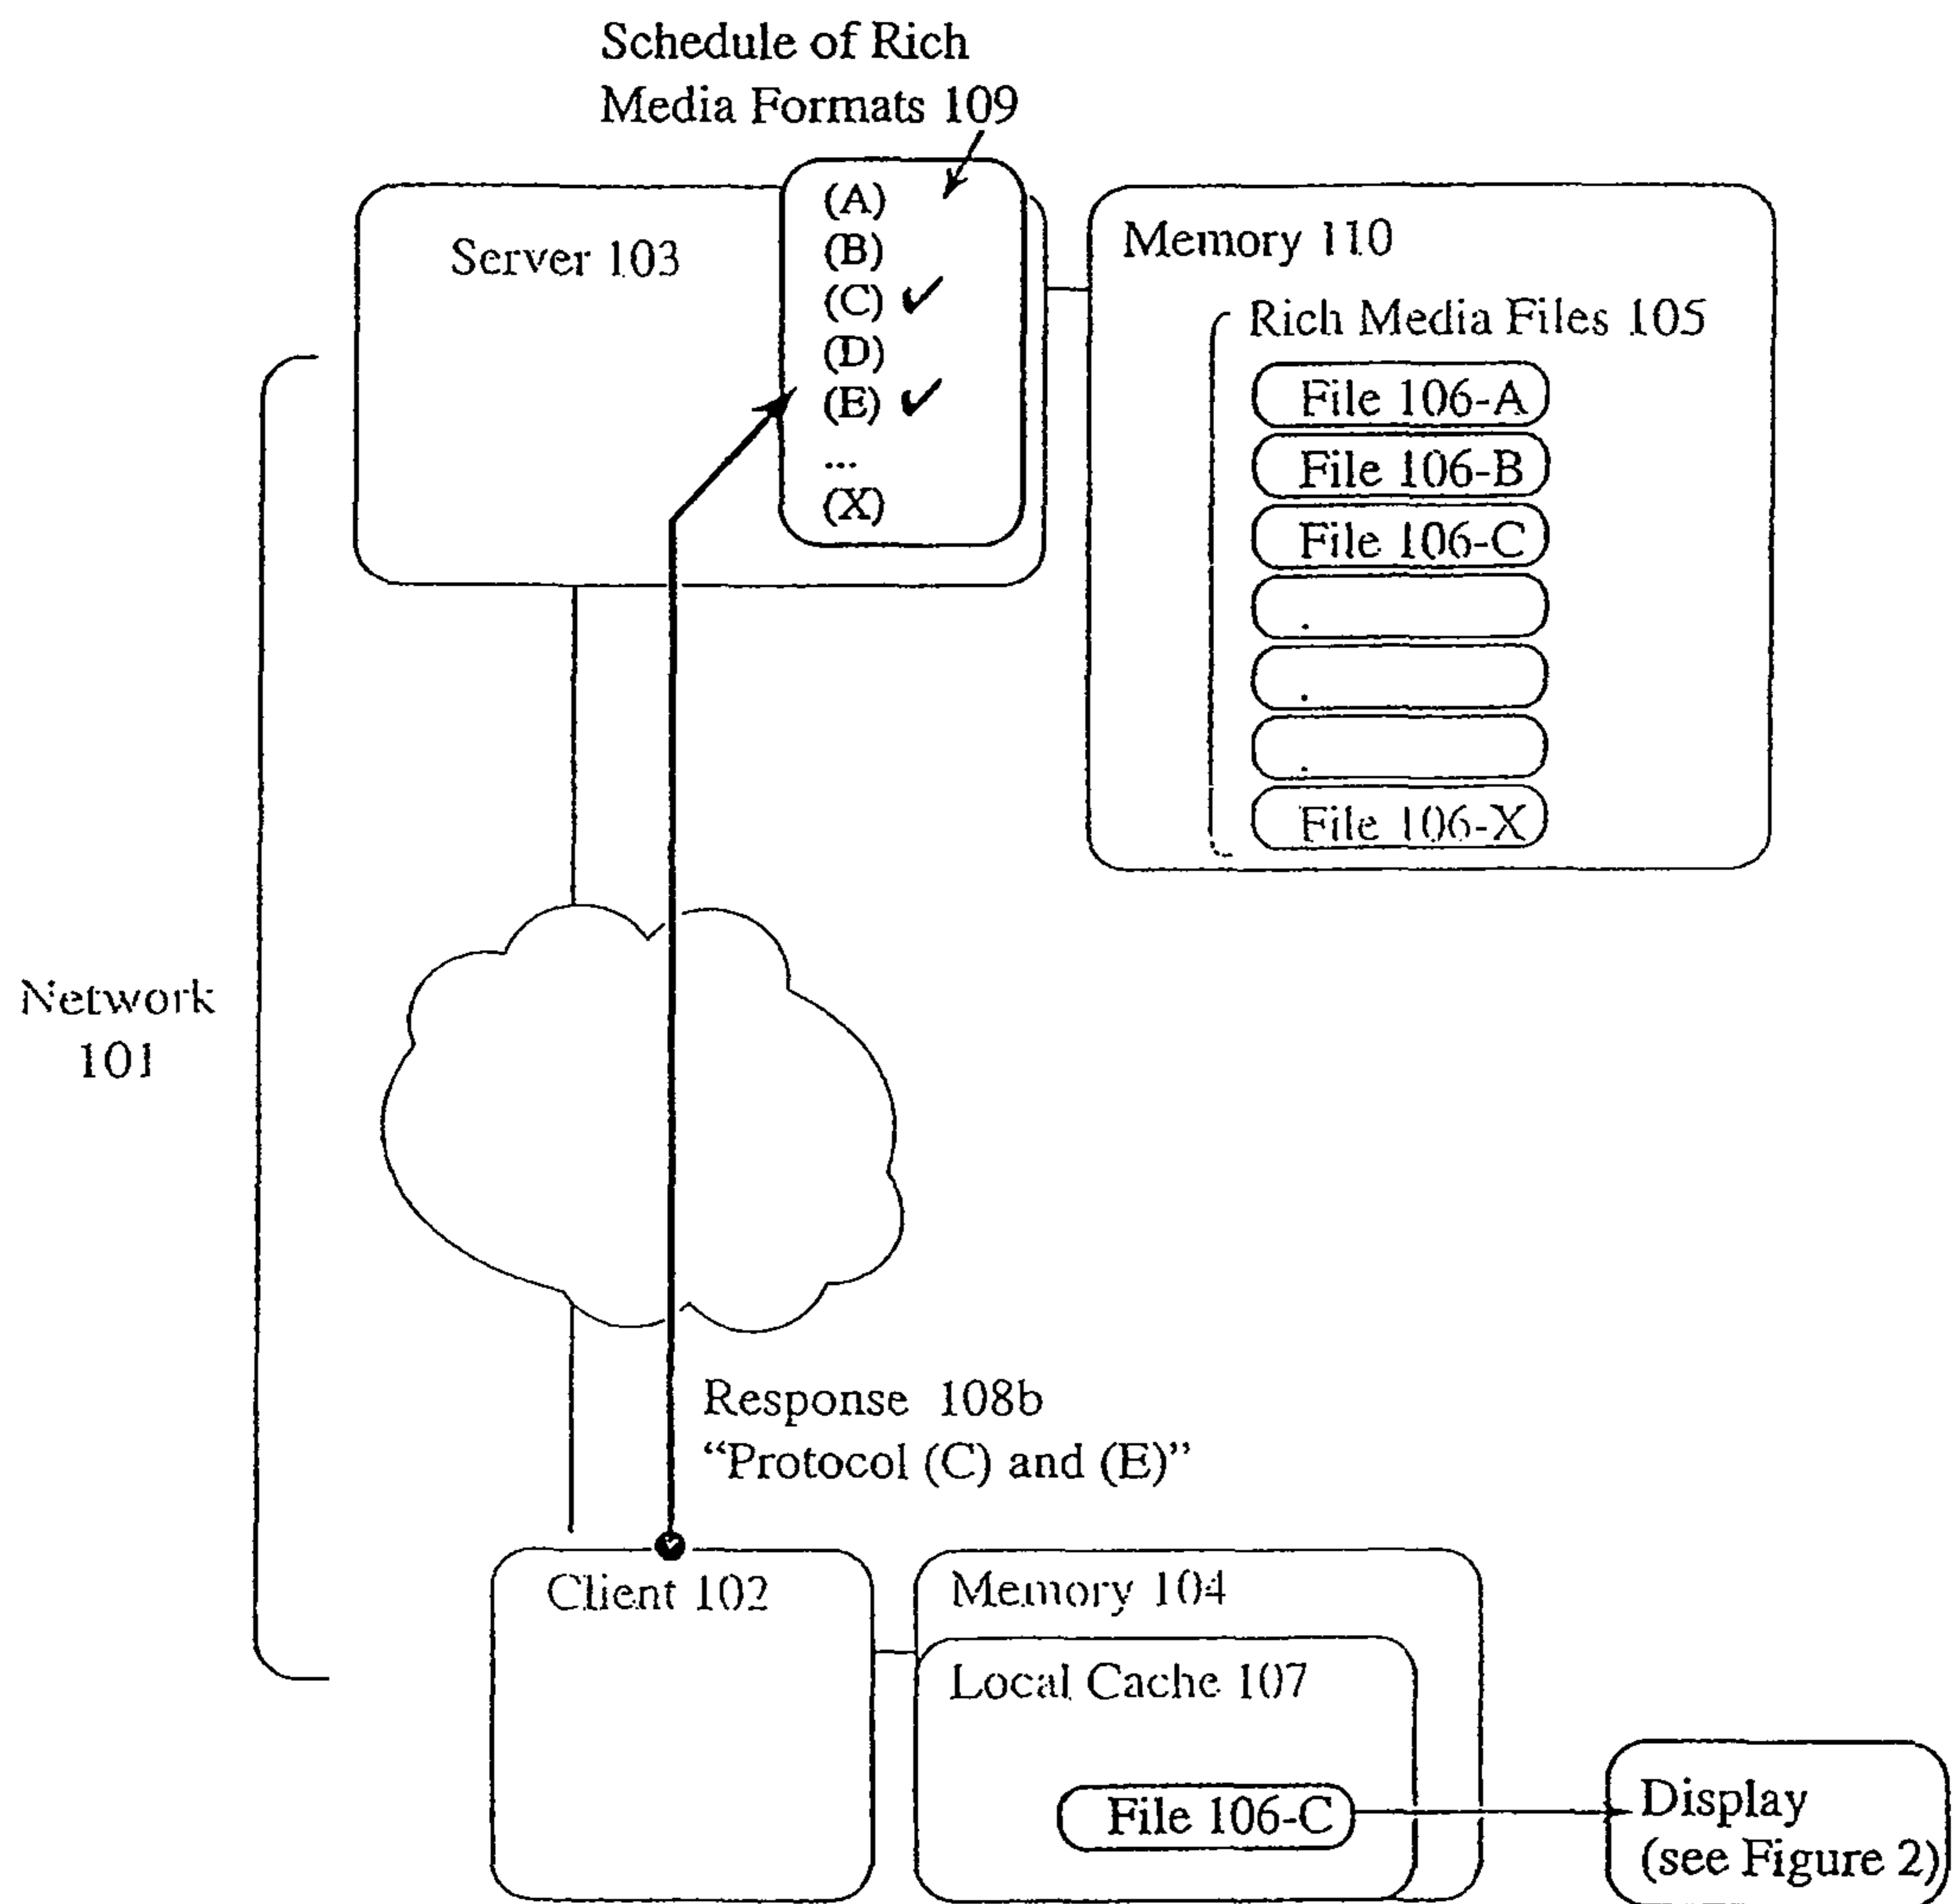 Schedule of Rich
Media Formats 109
Server 103
(A)
(B)
(C) ✓
(D)
(E) ✓
...
(X)
Memory 110
Rich Media Files 105
File 106-A
File 106-B
File 106-C
.
.
.
File 106-X
Network
101
Response 108b
“Protocol (C) and (E)”
Client 102
Memory 104
Local Cache 107
File 106-C
Display
(see Figure 2)